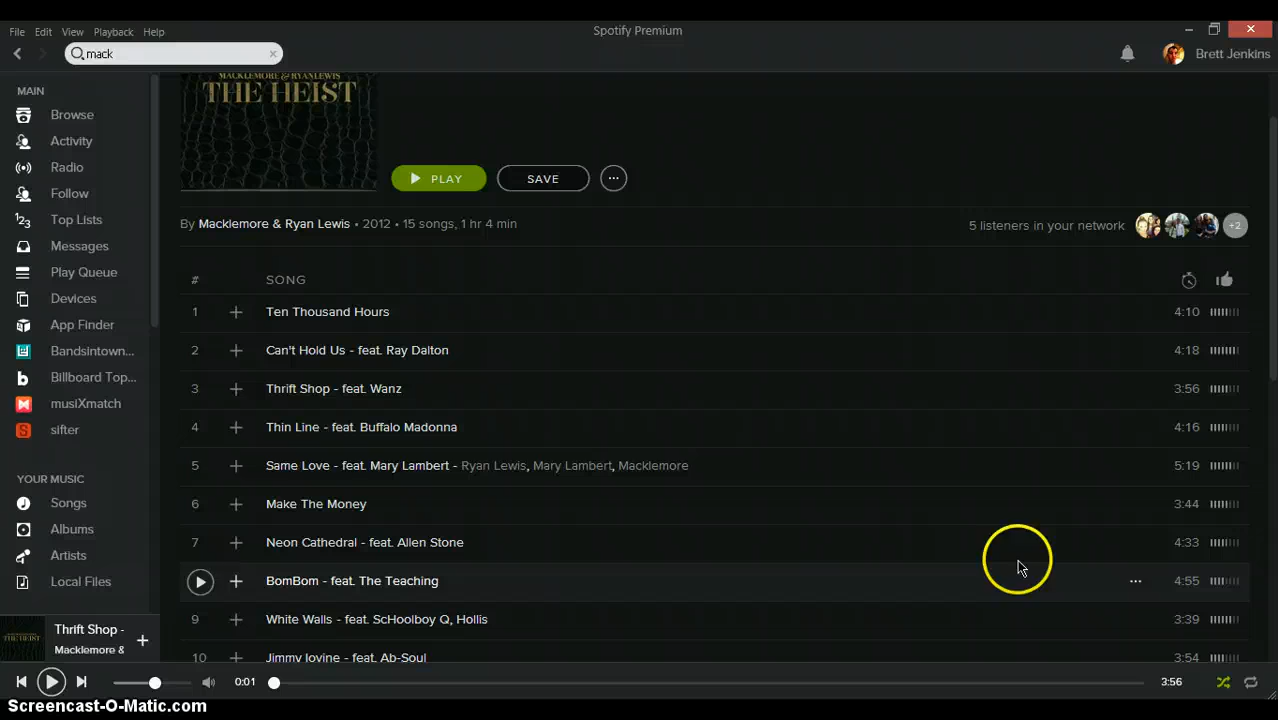 File Edit View Playback Help
Spotify Premium
mack
Brett Jenkins
MAIN
Browse
Activity
Radio
Follow
Top Lists
Messages
Play Queue
Devices
App Finder
Bandsintown...
Billboard Top...
musiXmatch
sifter
YOUR MUSIC
Songs
Albums
Artists
Local Files
Thrift Shop -
Macklemore &
MACKLEMORE & RYAN LEWIS
THE HEIST
PLAY SAVE
By Macklemore & Ryan Lewis • 2012 • 15 songs, 1 hr 4 min
5 listeners in your network +2
# SONG
1 Ten Thousand Hours 4:10
2 Can't Hold Us - feat. Ray Dalton 4:18
3 Thrift Shop - feat. Wanz 3:56
4 Thin Line - feat. Buffalo Madonna 4:16
5 Same Love - feat. Mary Lambert - Ryan Lewis, Mary Lambert, Macklemore 5:19
6 Make The Money 3:44
7 Neon Cathedral - feat. Allen Stone 4:33
BomBom - feat. The Teaching ... 4:55
9 White Walls - feat. ScHoolboy Q, Hollis 3:39
10 Jimmy Iovine - feat. Ab-Soul 3:54
0:01 3:56
Screencast-O-Matic.com